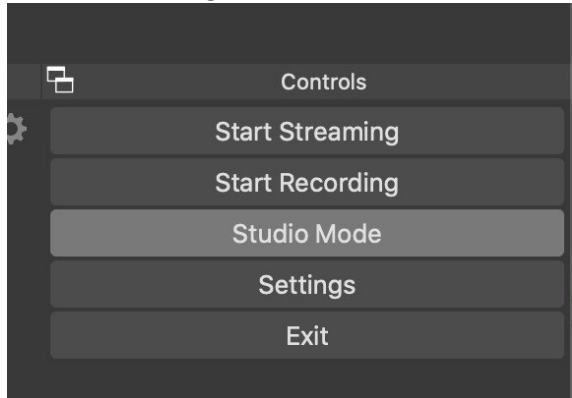 Controls
Start Streaming
Start Recording
Studio Mode
Settings
Exit